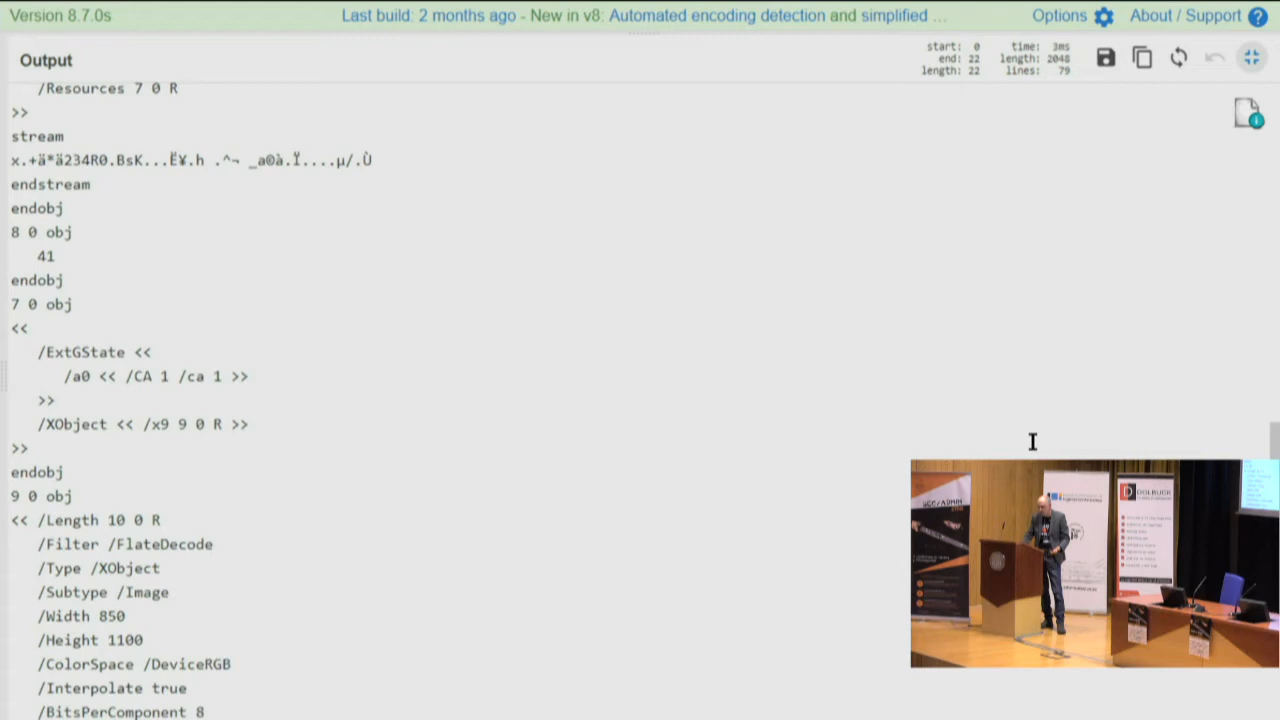 Version 8.7.0s
Last build: 2 months ago - New in v8: Automated encoding detection and simplified ...
Options
About / Support
Output
start: 0
end: 22
length: 22
time: 3ms
length: 2048
lines: 79
/Resources 7 0 R
>>
stream
x.+ä*ä234R0.BsK...Ë¥.h .^¬ _a©à.Ï....µ/.Ù
endstream
endobj
8 0 obj
41
endobj
7 0 obj
<<
/ExtGState <<
/a0 << /CA 1 /ca 1 >>
>>
/XObject << /x9 9 0 R >>
>>
endobj
9 0 obj
<< /Length 10 0 R
/Filter /FlateDecode
/Type /XObject
/Subtype /Image
/Width 850
/Height 1100
/ColorSpace /DeviceRGB
/Interpolate true
/BitsPerComponent 8
DOLBUCK